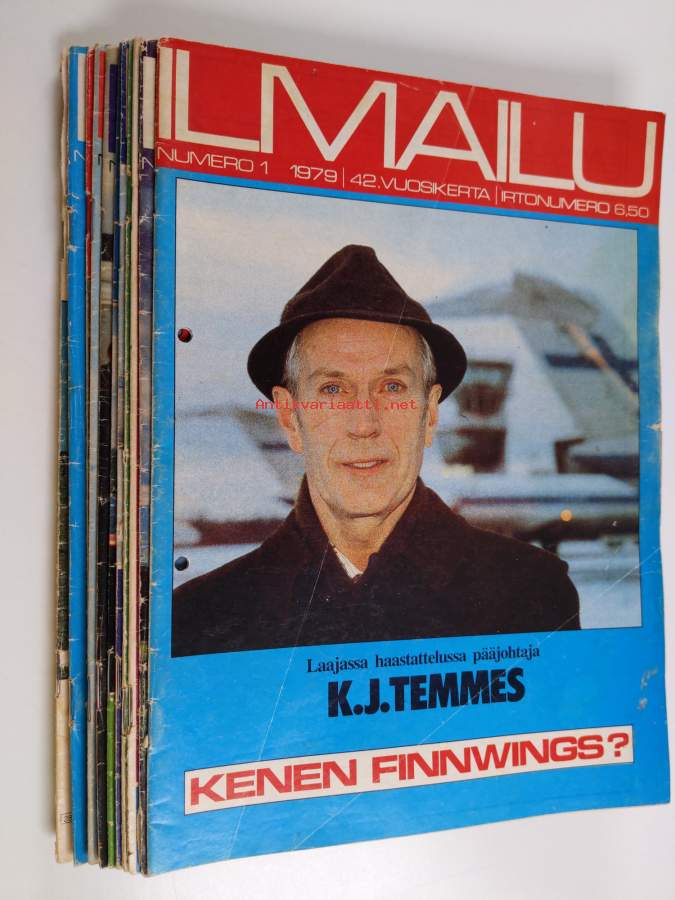 ILMAILU
NUMERO 1 1979 | 42.VUOSIKERTA | IRTONUMERO 6,50
Antikvariaatti.net
Laajassa haastattelussa pääjohtaja
K.J.TEMMES
KENEN FINNWINGS?